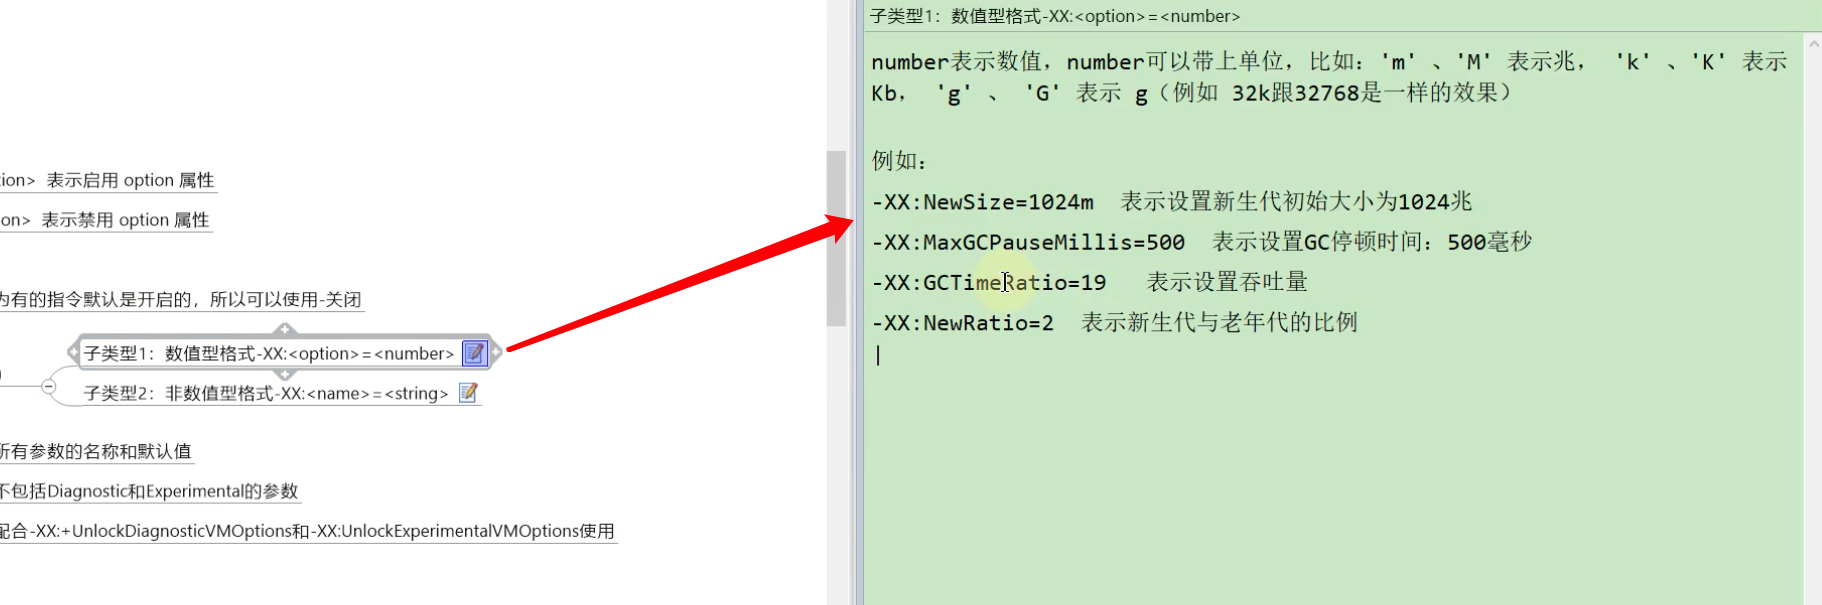 ion> 表示启用 option 属性
on> 表示禁用 option 属性
为有的指令默认是开启的，所以可以使用-关闭
子类型1：数值型格式-XX:<option>=<number>
子类型2：非数值型格式-XX:<name>=<string>
所有参数的名称和默认值
不包括Diagnostic和Experimental的参数
配合-XX:+UnlockDiagnosticVMOptions和-XX:UnlockExperimentalVMOptions使用
子类型1：数值型格式-XX:<option>=<number>
number表示数值，number可以带上单位，比如：'m' 、'M' 表示兆， 'k' 、'K' 表示
Kb， 'g' 、 'G' 表示 g（例如 32k跟32768是一样的效果）
例如：
-XX:NewSize=1024m 表示设置新生代初始大小为1024兆
-XX:MaxGCPauseMillis=500 表示设置GC停顿时间：500毫秒
-XX:GCTimeRatio=19 表示设置吞吐量
-XX:NewRatio=2 表示新生代与老年代的比例